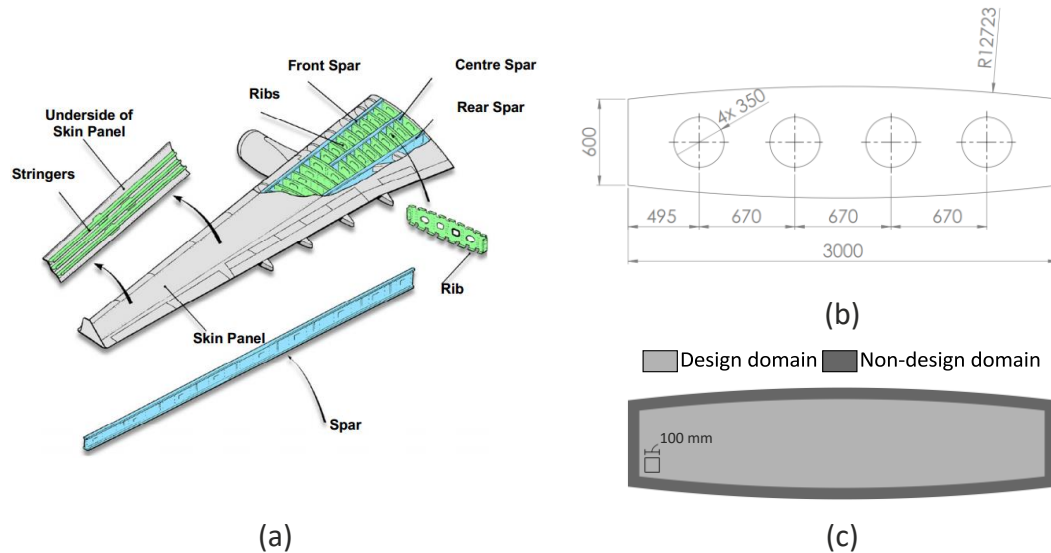 Front Spar
Centre Spar
Ribs
Rear Spar
Underside of
Skin Panel
Stringers
Rib
Skin Panel
Spar
(a)
R12723
4x 350
600
495
670
670
670
3000
(b)
Design domain
Non-design domain
100 mm
(c)